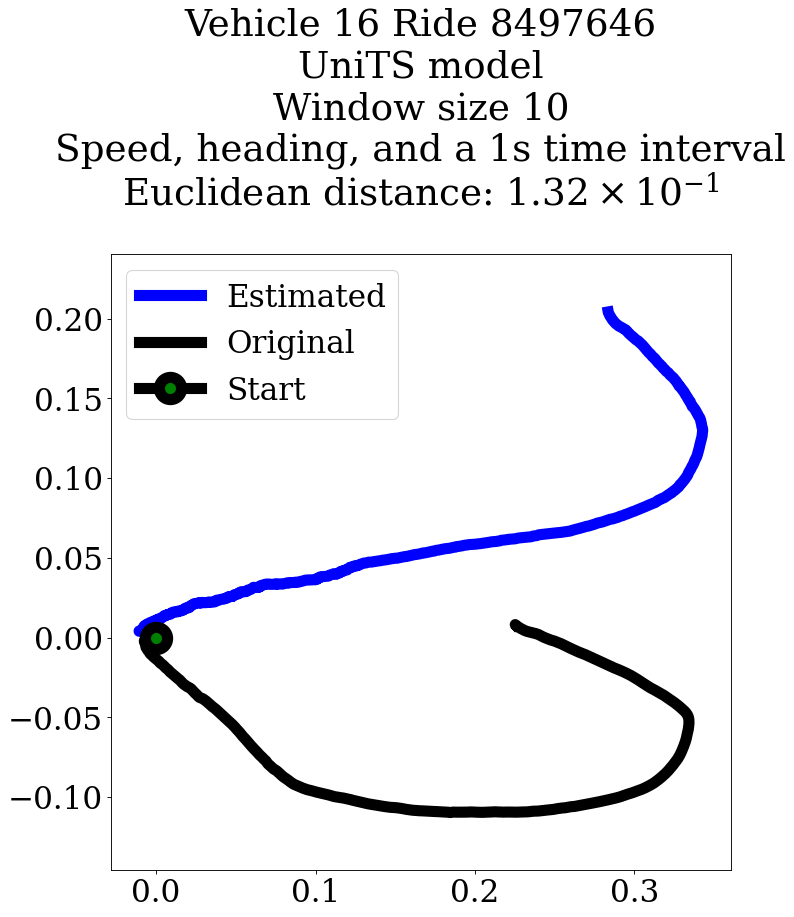 Vehicle 16 Ride 8497646
UniTS model
Window size 10
Speed, heading, and a 1s time interval
Euclidean distance: 1.32 × 10⁻¹
Estimated
Original
Start
0.20
0.15
0.10
0.05
0.00
−0.05
−0.10
0.0 0.1 0.2 0.3